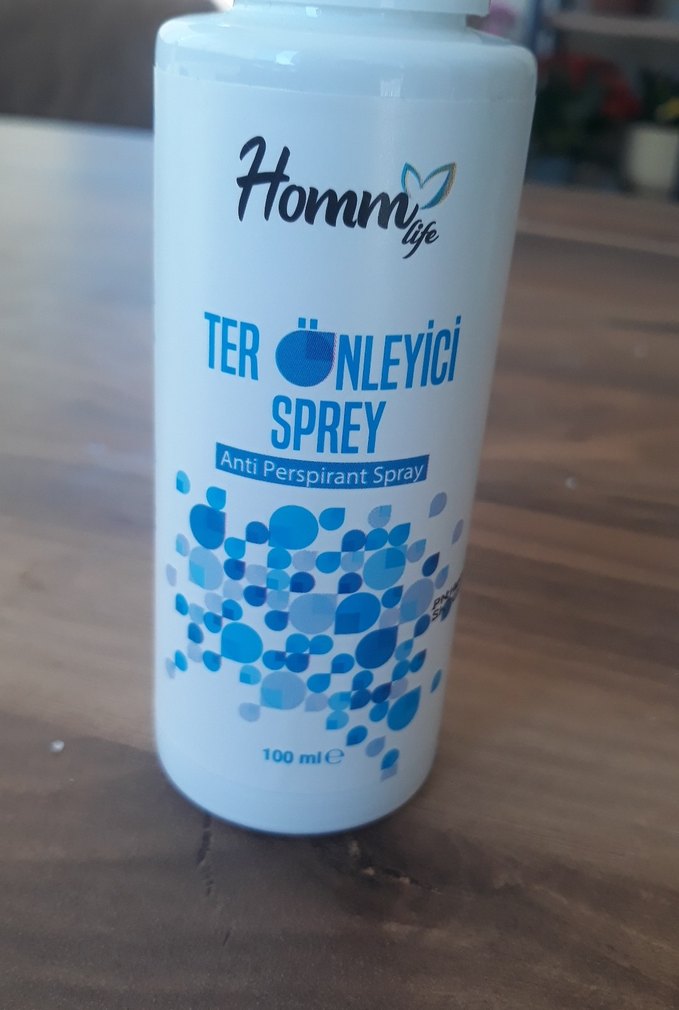 Homm
life
TER ÖNLEYİCİ
SPREY
Anti Perspirant Spray
100 ml ℮